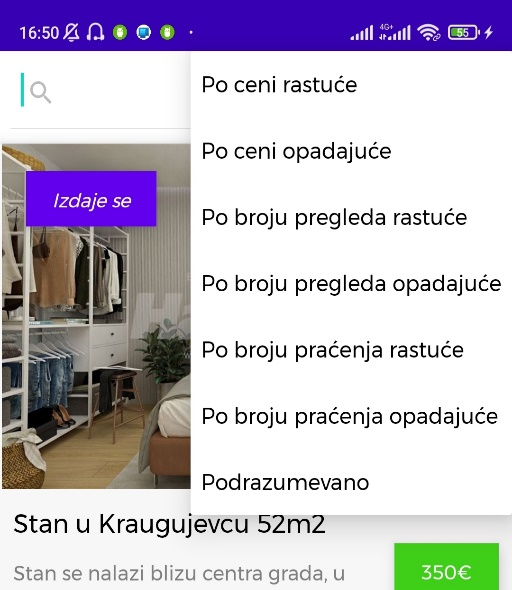 16:50
4G+
55
Po ceni rastuće
Po ceni opadajuće
Izdaje se
Po broju pregleda rastuće
Po broju pregleda opadajuće
Po broju praćenja rastuće
Po broju praćenja opadajuće
Podrazumevano
Stan u Kraugujevcu 52m2
Stan se nalazi blizu centra grada, u
350€